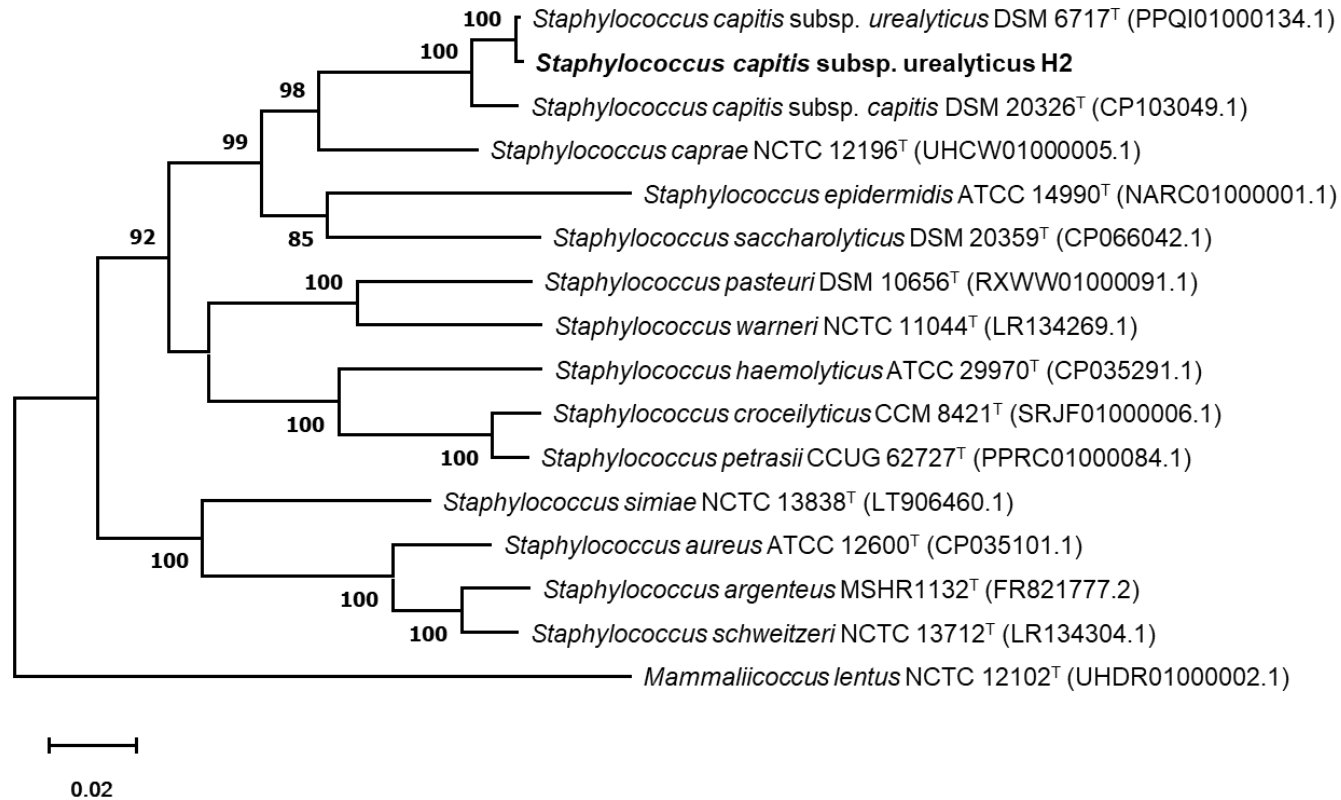 100
Staphylococcus capitis subsp. urealyticus DSM 6717ᵀ (PPQI01000134.1)
100
Staphylococcus capitis subsp. urealyticus H2
98
Staphylococcus capitis subsp. capitis DSM 20326ᵀ (CP103049.1)
99
Staphylococcus caprae NCTC 12196ᵀ (UHCW01000005.1)
Staphylococcus epidermidis ATCC 14990ᵀ (NARC01000001.1)
92
85
Staphylococcus saccharolyticus DSM 20359ᵀ (CP066042.1)
100
Staphylococcus pasteuri DSM 10656ᵀ (RXWW01000091.1)
Staphylococcus warneri NCTC 11044ᵀ (LR134269.1)
Staphylococcus haemolyticus ATCC 29970ᵀ (CP035291.1)
100
Staphylococcus croceilyticus CCM 8421ᵀ (SRJF01000006.1)
100
Staphylococcus petrasii CCUG 62727ᵀ (PPRC01000084.1)
Staphylococcus simiae NCTC 13838ᵀ (LT906460.1)
100
Staphylococcus aureus ATCC 12600ᵀ (CP035101.1)
100
Staphylococcus argenteus MSHR1132ᵀ (FR821777.2)
100
Staphylococcus schweitzeri NCTC 13712ᵀ (LR134304.1)
Mammaliicoccus lentus NCTC 12102ᵀ (UHDR01000002.1)
0.02